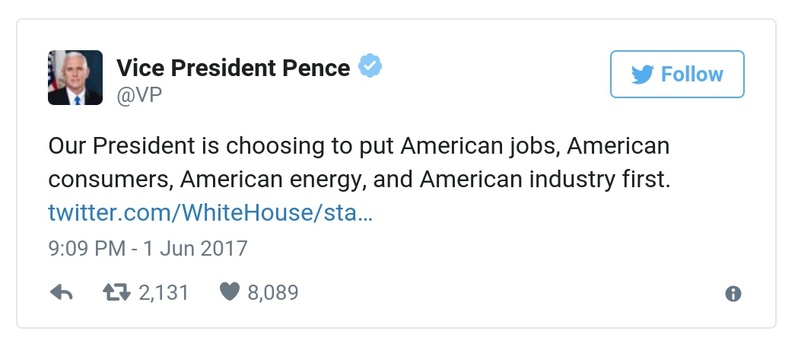 Vice President Pence
@VP
Follow
Our President is choosing to put American jobs, American
consumers, American energy, and American industry first.
twitter.com/WhiteHouse/sta…
9:09 PM - 1 Jun 2017
2,131 8,089